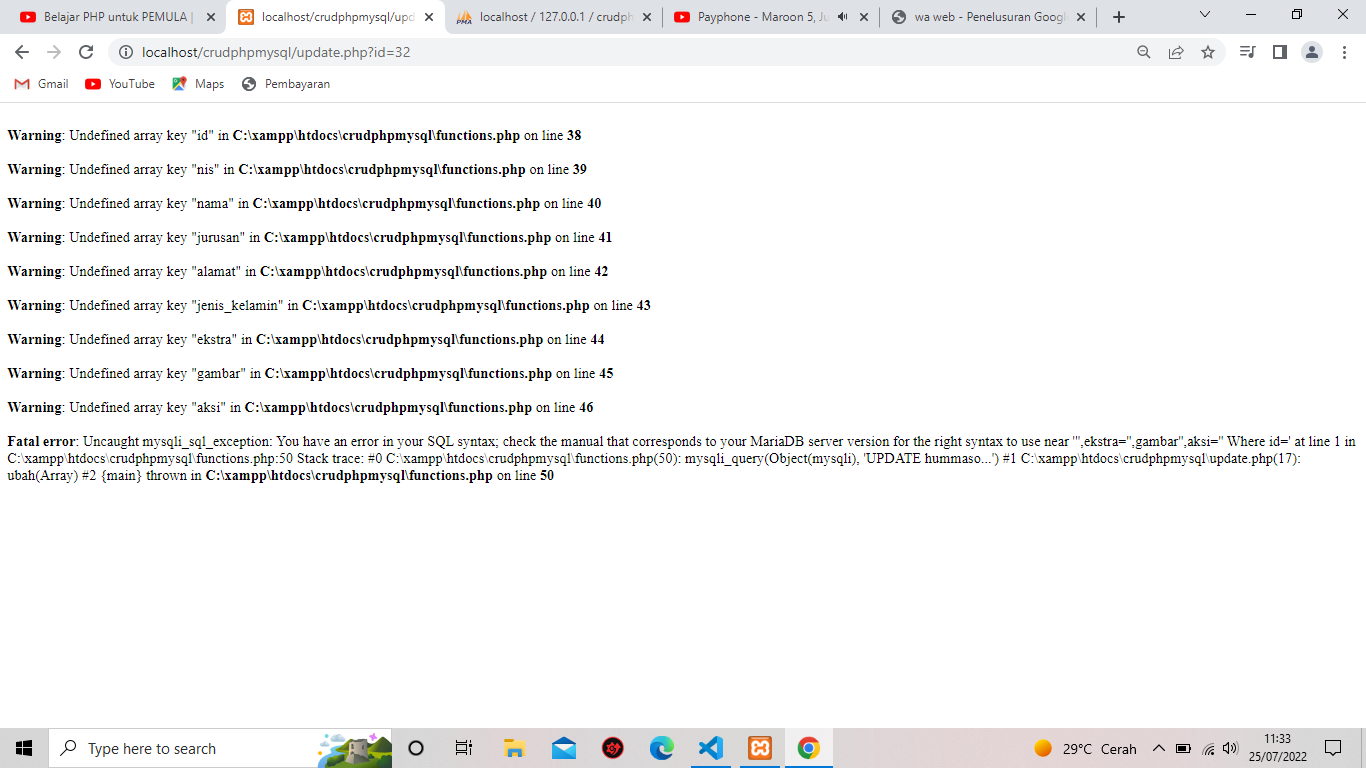 Belajar PHP untuk PEMULA |
localhost/crudphpmysql/upd
localhost / 127.0.0.1 / crudph
Payphone - Maroon 5, Ju
wa web - Penelusuran Googl
localhost/crudphpmysql/update.php?id=32
Gmail
YouTube
Maps
Pembayaran
Warning: Undefined array key "id" in C:\xampp\htdocs\crudphpmysql\functions.php on line 38
Warning: Undefined array key "nis" in C:\xampp\htdocs\crudphpmysql\functions.php on line 39
Warning: Undefined array key "nama" in C:\xampp\htdocs\crudphpmysql\functions.php on line 40
Warning: Undefined array key "jurusan" in C:\xampp\htdocs\crudphpmysql\functions.php on line 41
Warning: Undefined array key "alamat" in C:\xampp\htdocs\crudphpmysql\functions.php on line 42
Warning: Undefined array key "jenis_kelamin" in C:\xampp\htdocs\crudphpmysql\functions.php on line 43
Warning: Undefined array key "ekstra" in C:\xampp\htdocs\crudphpmysql\functions.php on line 44
Warning: Undefined array key "gambar" in C:\xampp\htdocs\crudphpmysql\functions.php on line 45
Warning: Undefined array key "aksi" in C:\xampp\htdocs\crudphpmysql\functions.php on line 46
Fatal error: Uncaught mysqli_sql_exception: You have an error in your SQL syntax; check the manual that corresponds to your MariaDB server version for the right syntax to use near '",ekstra=",gambar",aksi=" Where id=' at line 1 in
C:\xampp\htdocs\crudphpmysql\functions.php:50 Stack trace: #0 C:\xampp\htdocs\crudphpmysql\functions.php(50): mysqli_query(Object(mysqli), 'UPDATE hummaso...') #1 C:\xampp\htdocs\crudphpmysql\update.php(17):
ubah(Array) #2 {main} thrown in C:\xampp\htdocs\crudphpmysql\functions.php on line 50
Type here to search
29°C Cerah
11:33
25/07/2022